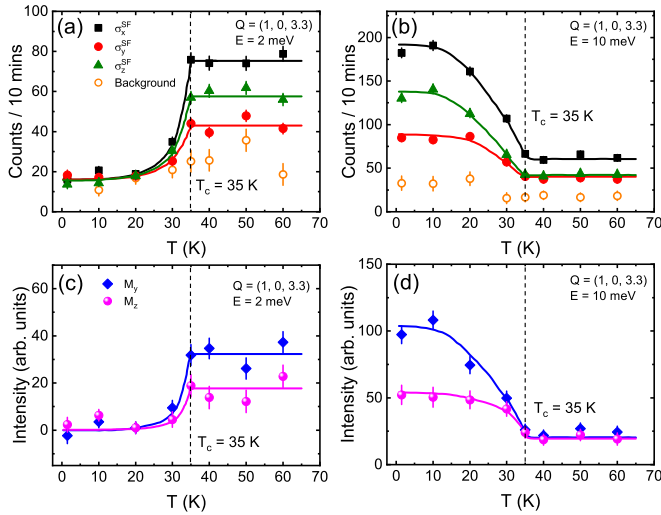 (a)
σxSF
σySF
σzSF
Background
Q = (1, 0, 3.3)
E = 2 meV
Tc = 35 K
Counts / 10 mins
0 20 40 60 80 100
0 10 20 30 40 50 60 70
T (K)
(b)
Q = (1, 0, 3.3)
E = 10 meV
Tc = 35 K
Counts / 10 mins
0 50 100 150 200
0 10 20 30 40 50 60 70
T (K)
(c)
My
Mz
Q = (1, 0, 3.3)
E = 2 meV
Tc = 35 K
Intensity (arb. units)
0 20 40 60
0 10 20 30 40 50 60 70
T (K)
(d)
Q = (1, 0, 3.3)
E = 10 meV
Tc = 35 K
Intensity (arb. units)
0 50 100 150
0 10 20 30 40 50 60 70
T (K)